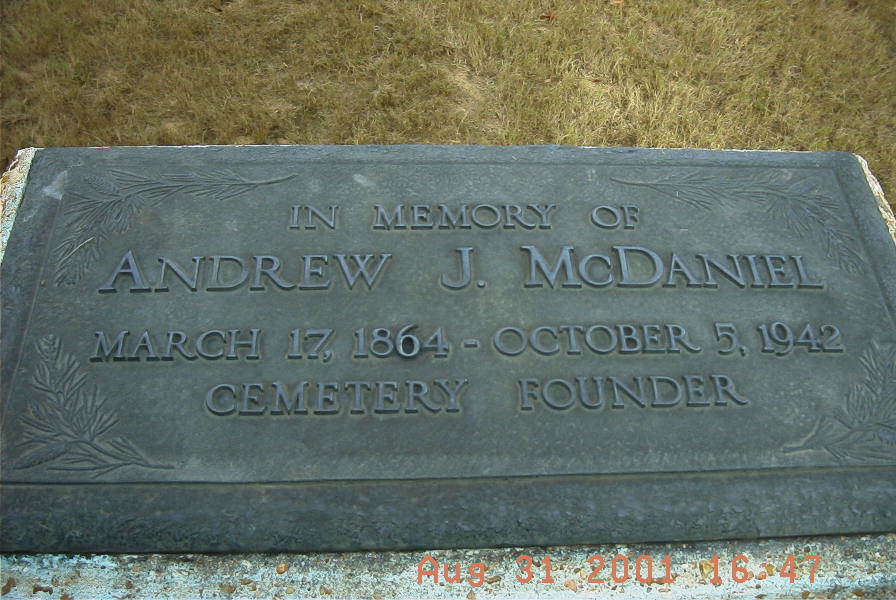 IN MEMORY OF
ANDREW J. MCDANIEL
MARCH 17, 1864 - OCTOBER 5, 1942
CEMETERY FOUNDER
Aug 31 2001 16:47